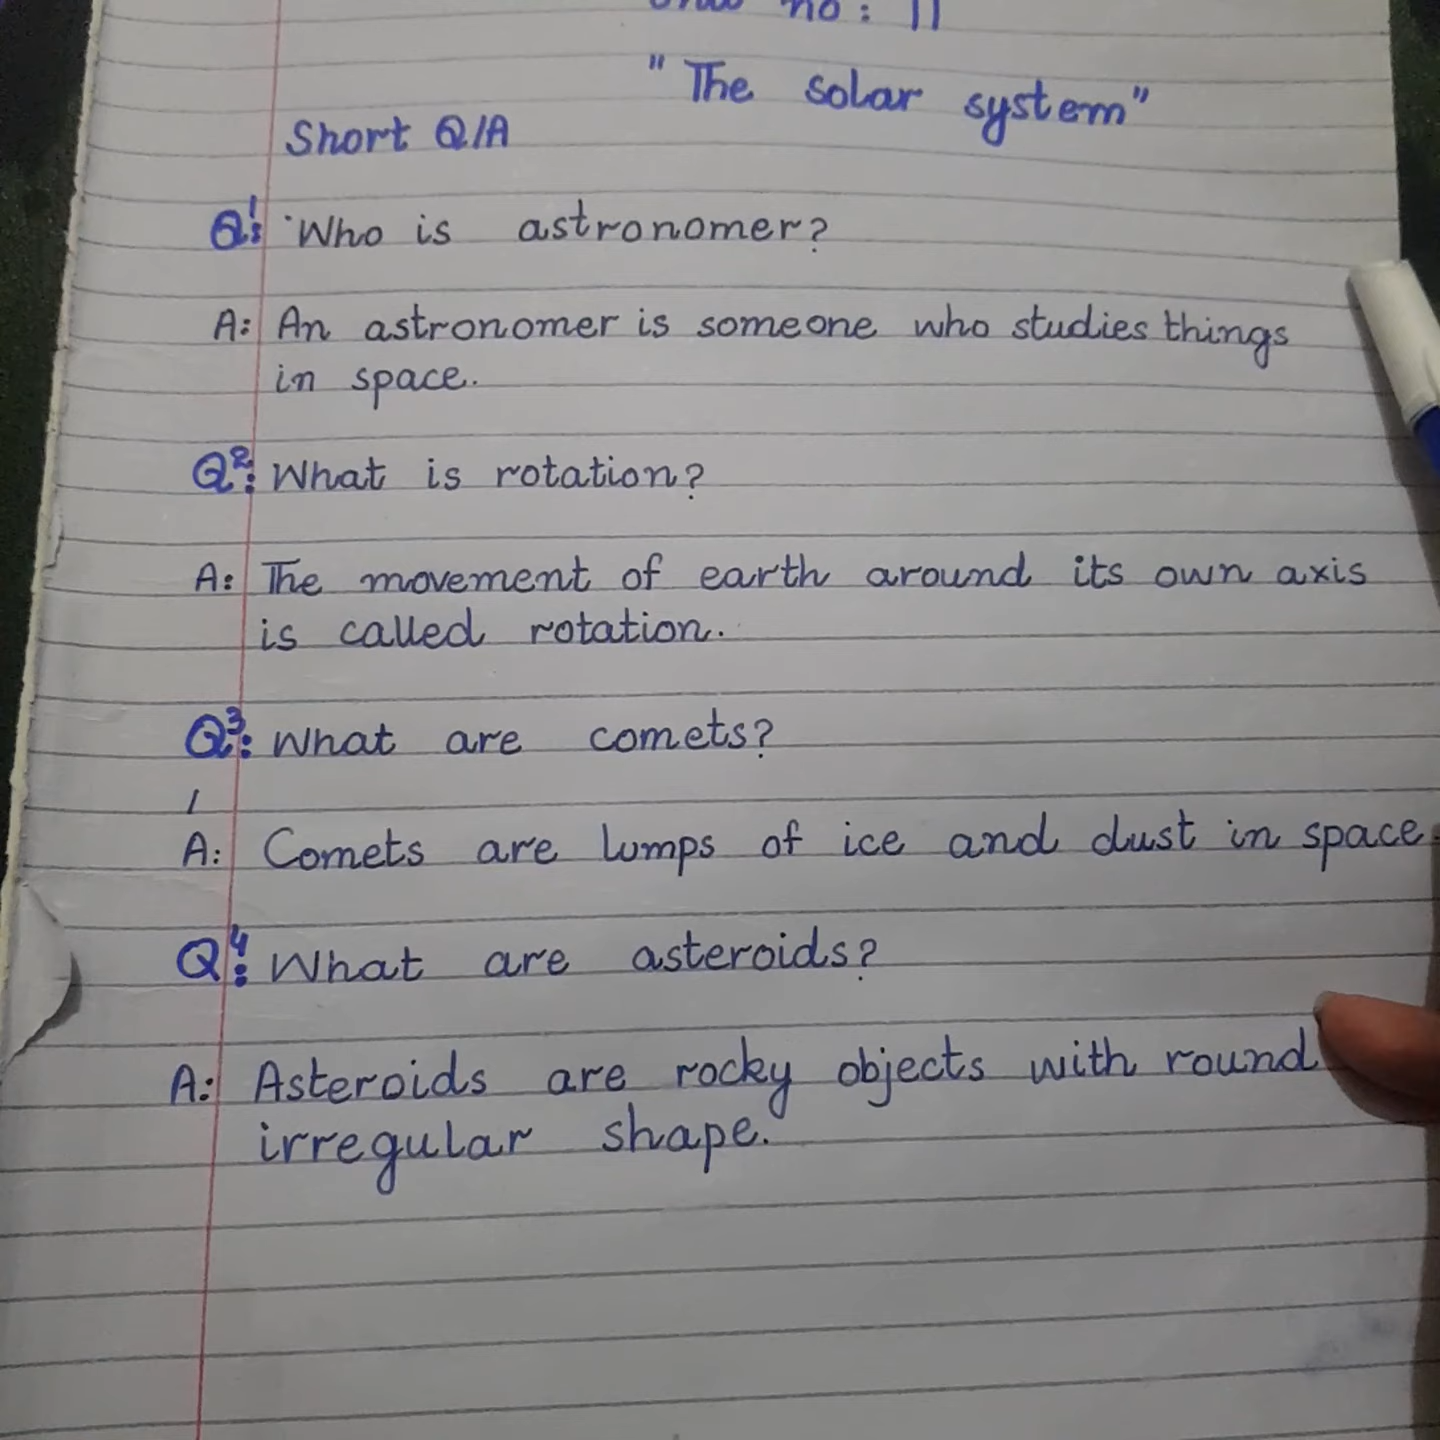 no: 11
"The solar system"
Short Q/A
Q1: Who is astronomer?
A: An astronomer is someone who studies things
in space.
Q2: What is rotation?
A: The movement of earth around its own axis
is called rotation.
Q3: What are comets?
A: Comets are lumps of ice and dust in space.
Q4: What are asteroids?
A: Asteroids are rocky objects with round
irregular shape.